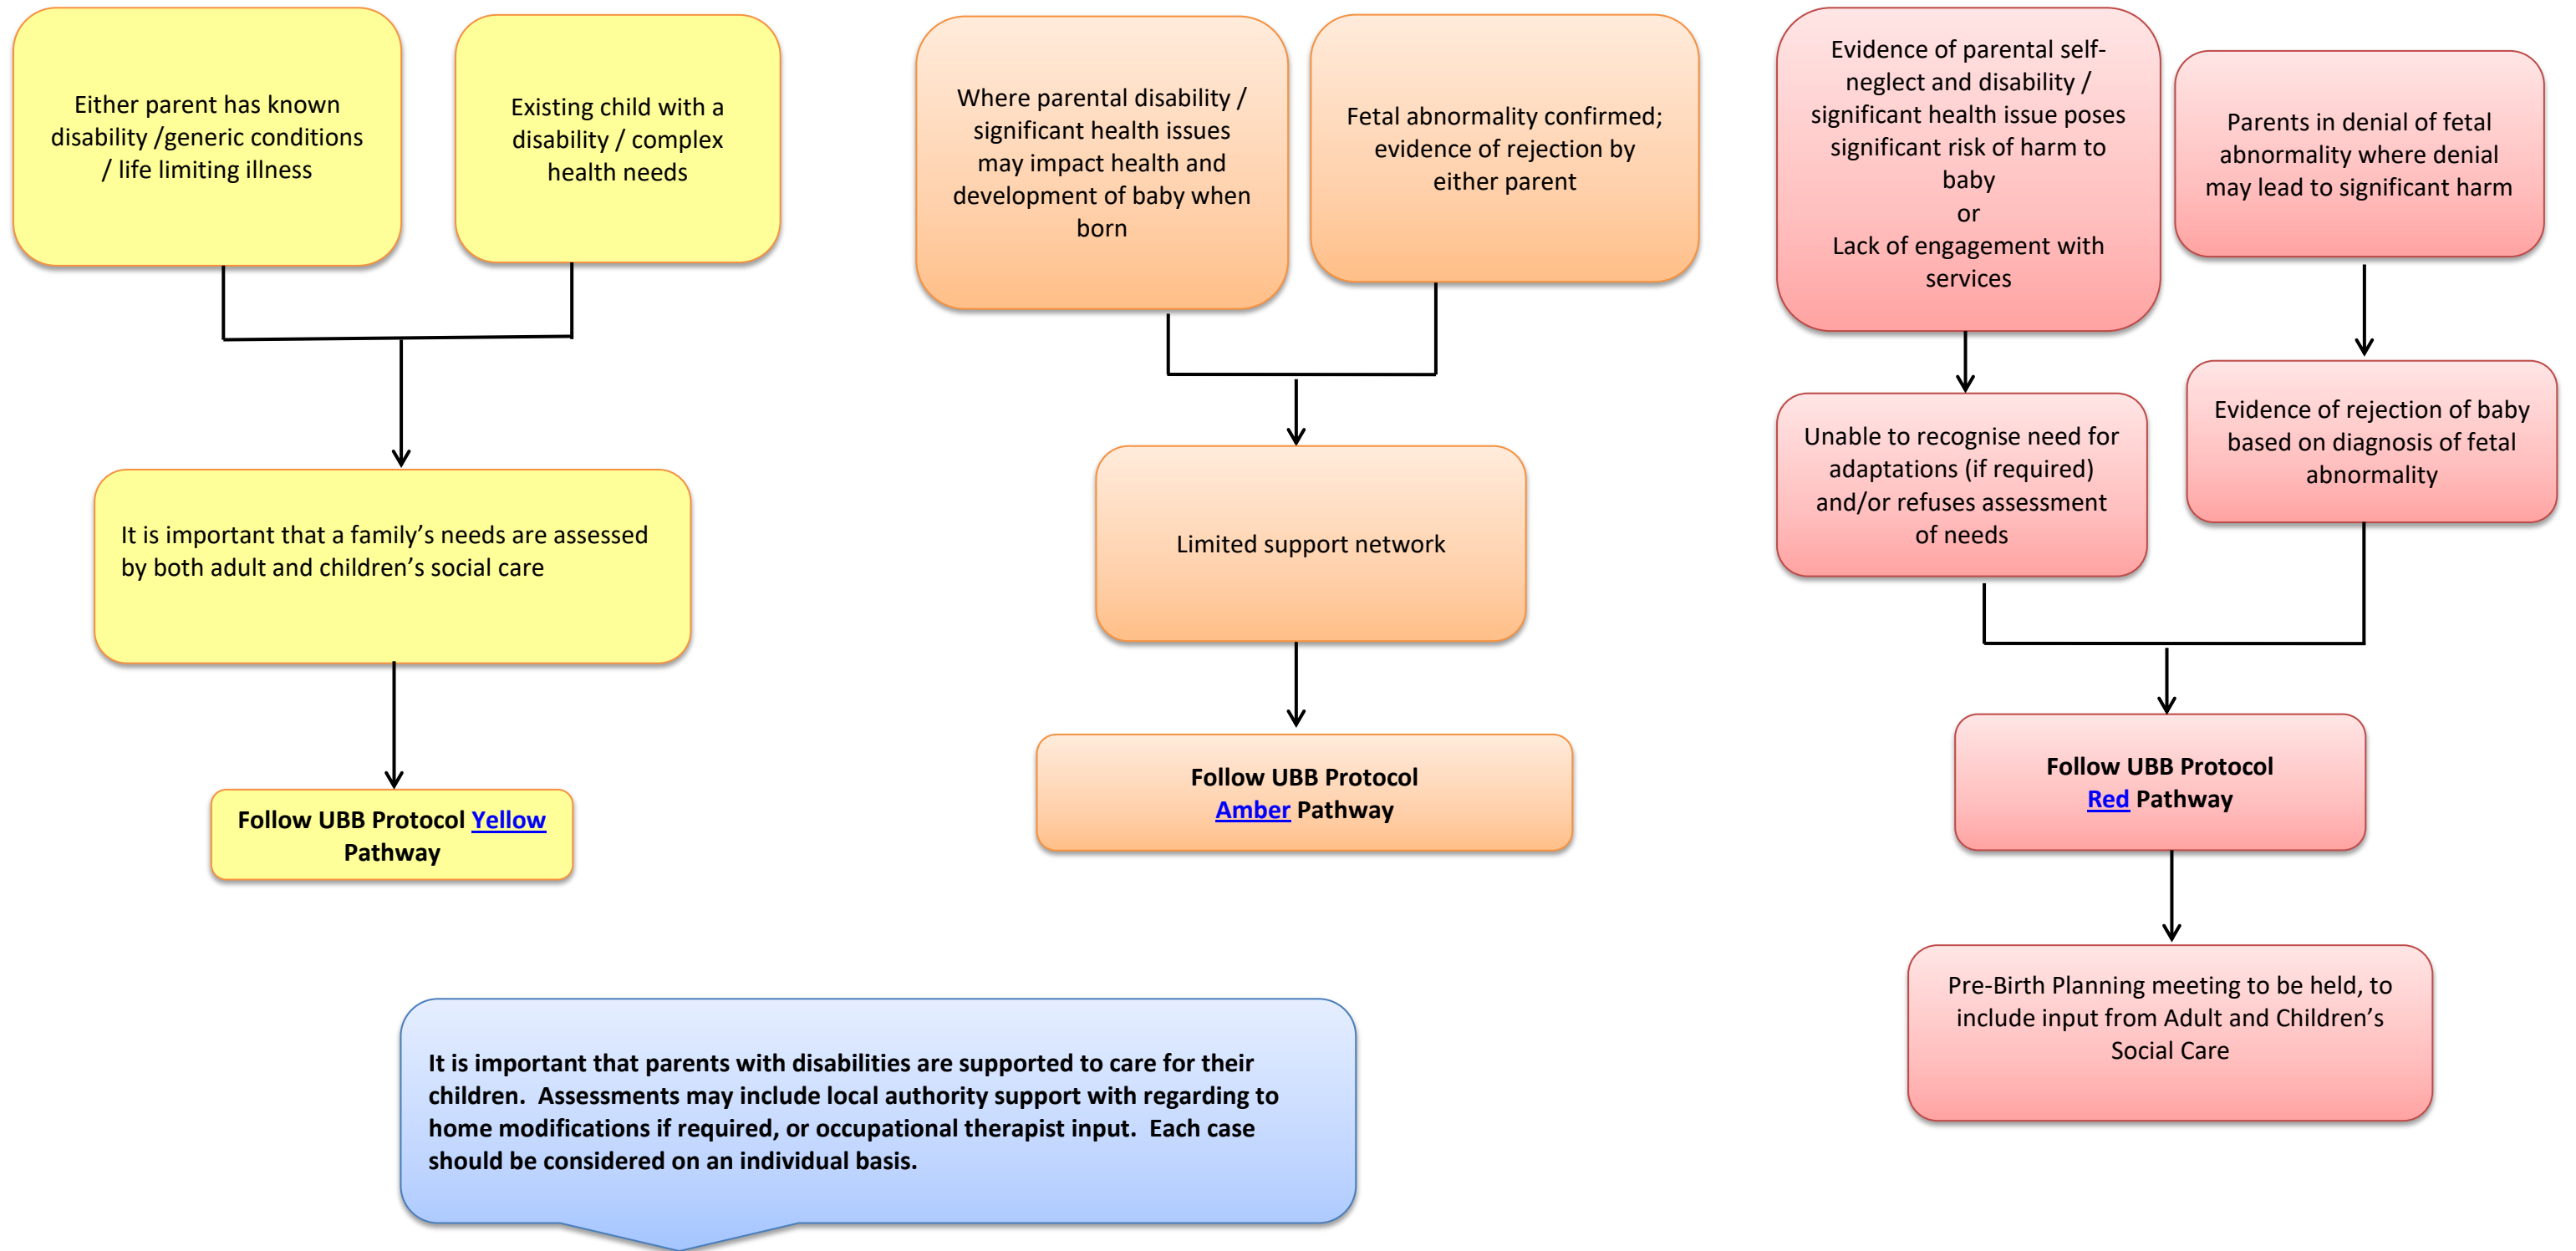 Either parent has known
disability /generic conditions
/ life limiting illness
Existing child with a
disability / complex
health needs
It is important that a family’s needs are assessed
by both adult and children’s social care
Follow UBB Protocol Yellow
Pathway
Where parental disability /
significant health issues
may impact health and
development of baby when
born
Fetal abnormality confirmed;
evidence of rejection by
either parent
Limited support network
Follow UBB Protocol
Amber Pathway
Evidence of parental self-
neglect and disability /
significant health issue poses
significant risk of harm to
baby
or
Lack of engagement with
services
Parents in denial of fetal
abnormality where denial
may lead to significant harm
Unable to recognise need for
adaptations (if required)
and/or refuses assessment
of needs
Evidence of rejection of baby
based on diagnosis of fetal
abnormality
Follow UBB Protocol
Red Pathway
Pre-Birth Planning meeting to be held, to
include input from Adult and Children’s
Social Care
It is important that parents with disabilities are supported to care for their
children.  Assessments may include local authority support with regarding to
home modifications if required, or occupational therapist input.  Each case
should be considered on an individual basis.